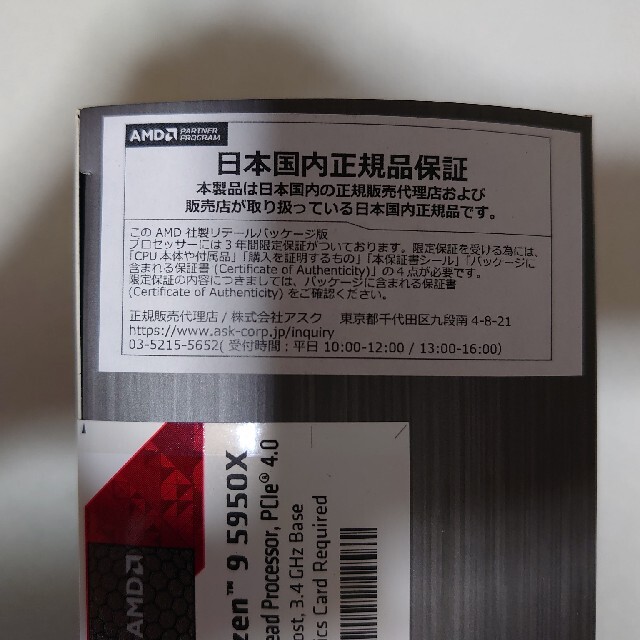 AMD PARTNER PROGRAM
日本国内正規品保証
本製品は日本国内の正規販売代理店および
販売店が取り扱っている日本国内正規品です。
この AMD 社製リテールパッケージ版
プロセッサーには3年間限定保証がついております。限定保証を受ける為には、
「CPU 本体や付属品」「購入を証明するもの」「本保証書シール」「パッケージに
含まれる保証書 (Certificate of Authenticity)」の4点が必要です。
限定保証の内容につきましては、パッケージに含まれる保証書
(Certificate of Authenticity) をご確認ください。
正規販売代理店 / 株式会社アスク 東京都千代田区九段南 4-8-21
https://www.ask-corp.jp/inquiry
03-5215-5652( 受付時間：平日 10:00-12:00 / 13:00-16:00)
AMD
zen™ 9 5950X
ead Processor, PCIe® 4.0
ost, 3.4 GHz Base
ics Card Required